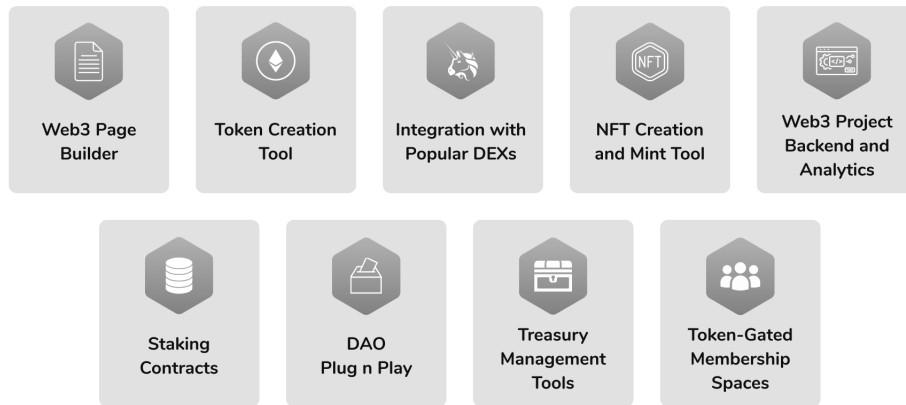 Web3 Page
Builder
Token Creation
Tool
Integration with
Popular DEXs
NFT
NFT Creation
and Mint Tool
</>
Web3 Project
Backend and
Analytics
Staking
Contracts
DAO
Plug n Play
Treasury
Management
Tools
Token-Gated
Membership
Spaces